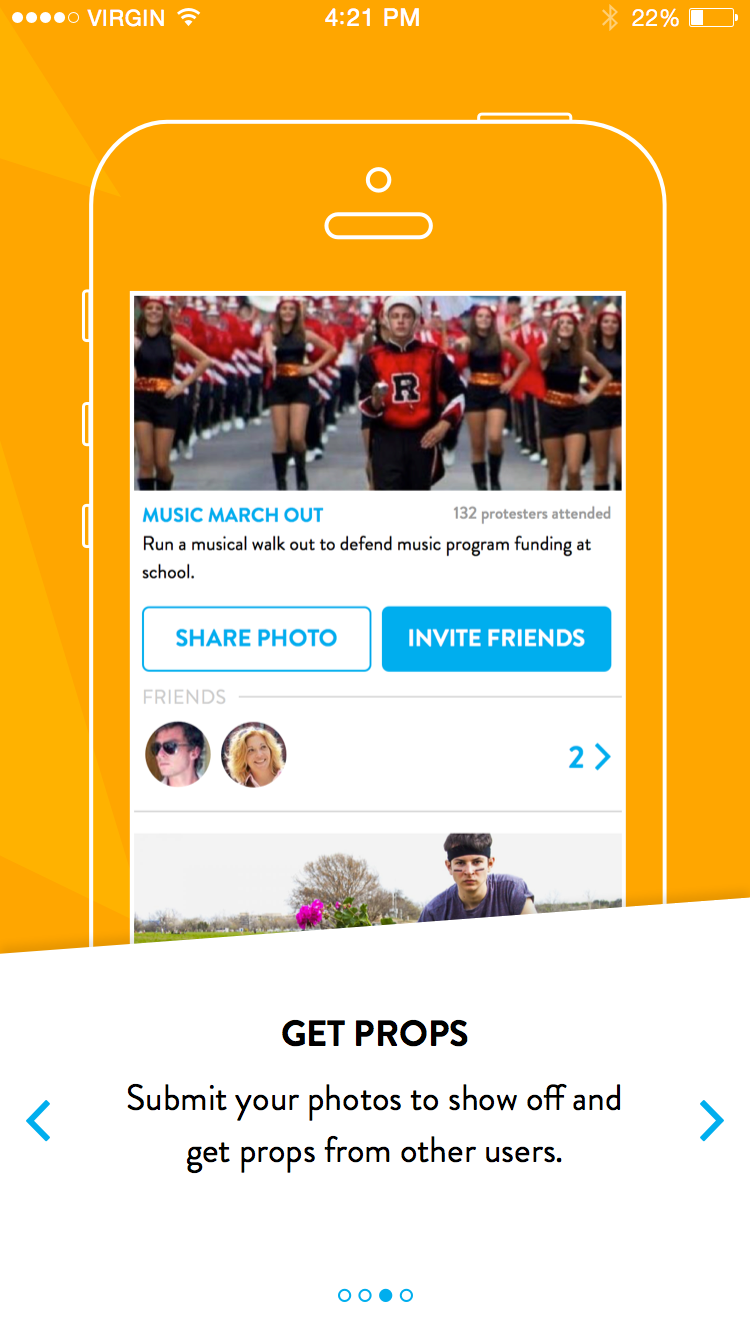 VIRGIN 4:21 PM 22%
R
MUSIC MARCH OUT 132 protesters attended
Run a musical walk out to defend music program funding at
school.
SHARE PHOTO INVITE FRIENDS
FRIENDS
2
GET PROPS
Submit your photos to show off and
get props from other users.